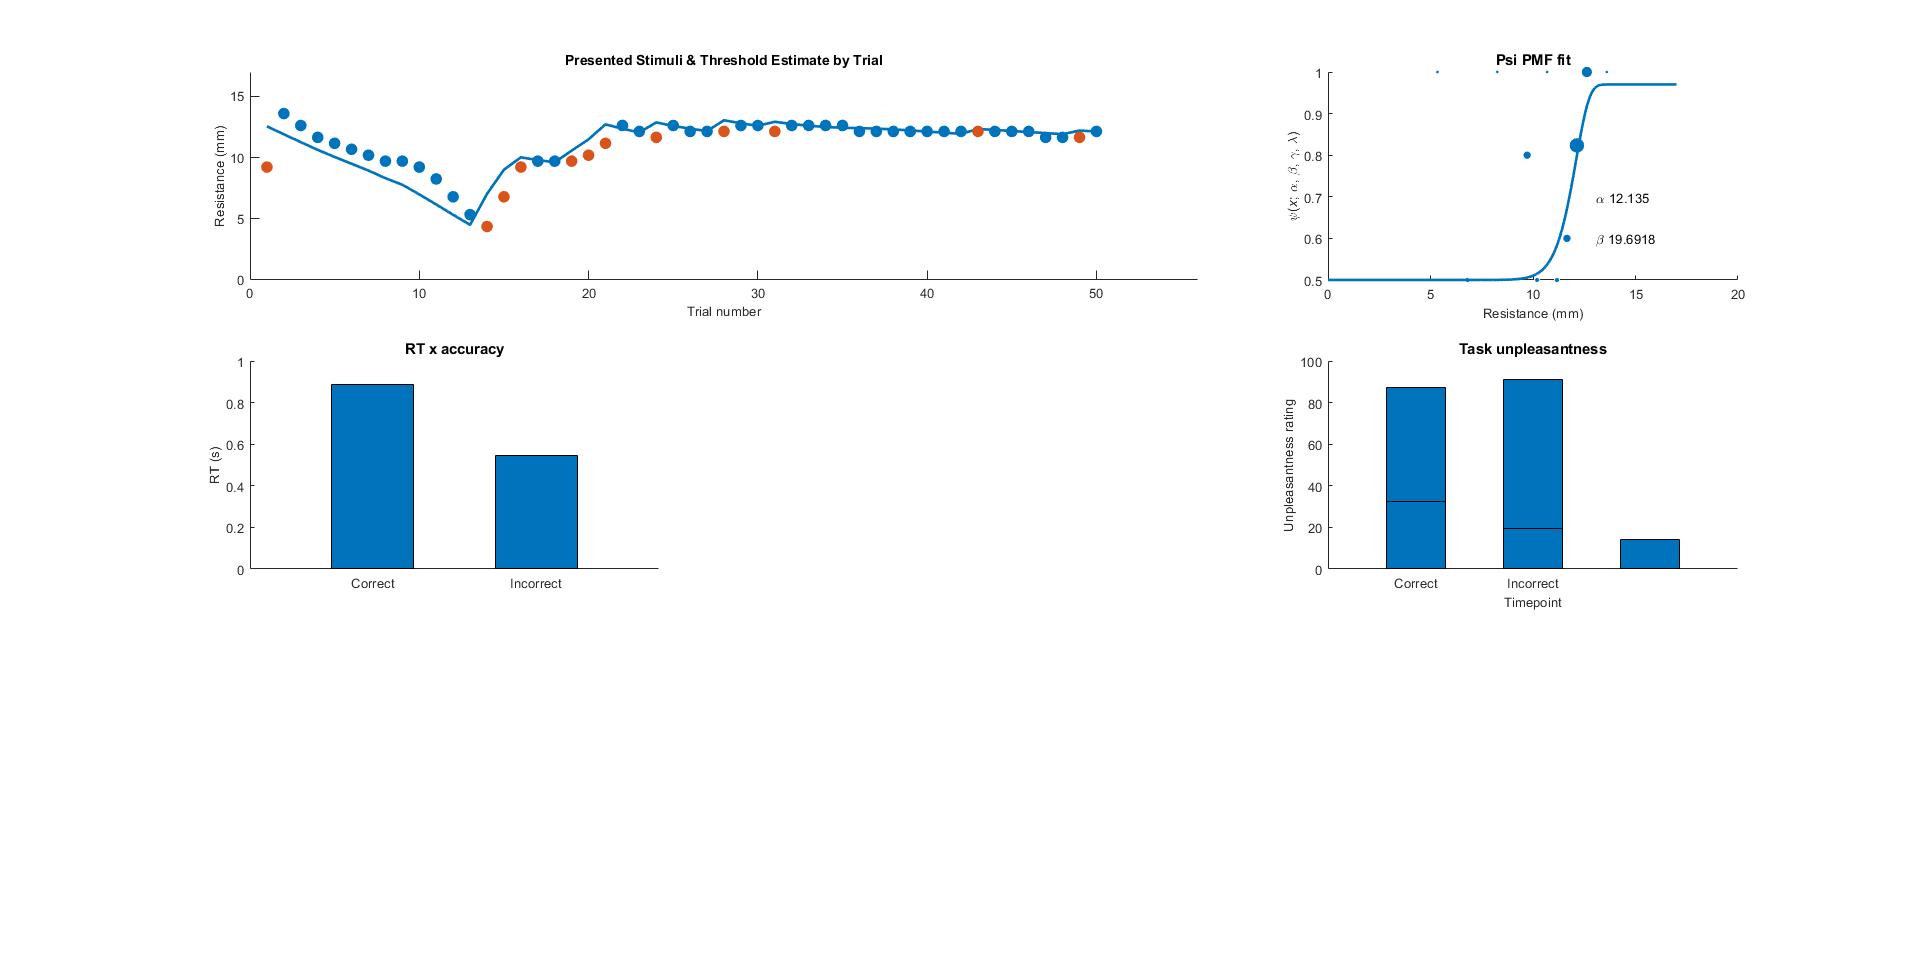 Presented Stimuli & Threshold Estimate by Trial
15
10
5
0
Resistance (mm)
0 10 20 30 40 50
Trial number
Psi PMF fit
1
0.9
0.8
0.7
0.6
0.5
ψ(x; α, β, γ, λ)
α 12.135
β 19.6918
0 5 10 15 20
Resistance (mm)
RT x accuracy
1
0.8
0.6
0.4
0.2
0
RT (s)
Correct Incorrect
Task unpleasantness
100
80
60
40
20
0
Unpleasantness rating
Correct Incorrect
Timepoint